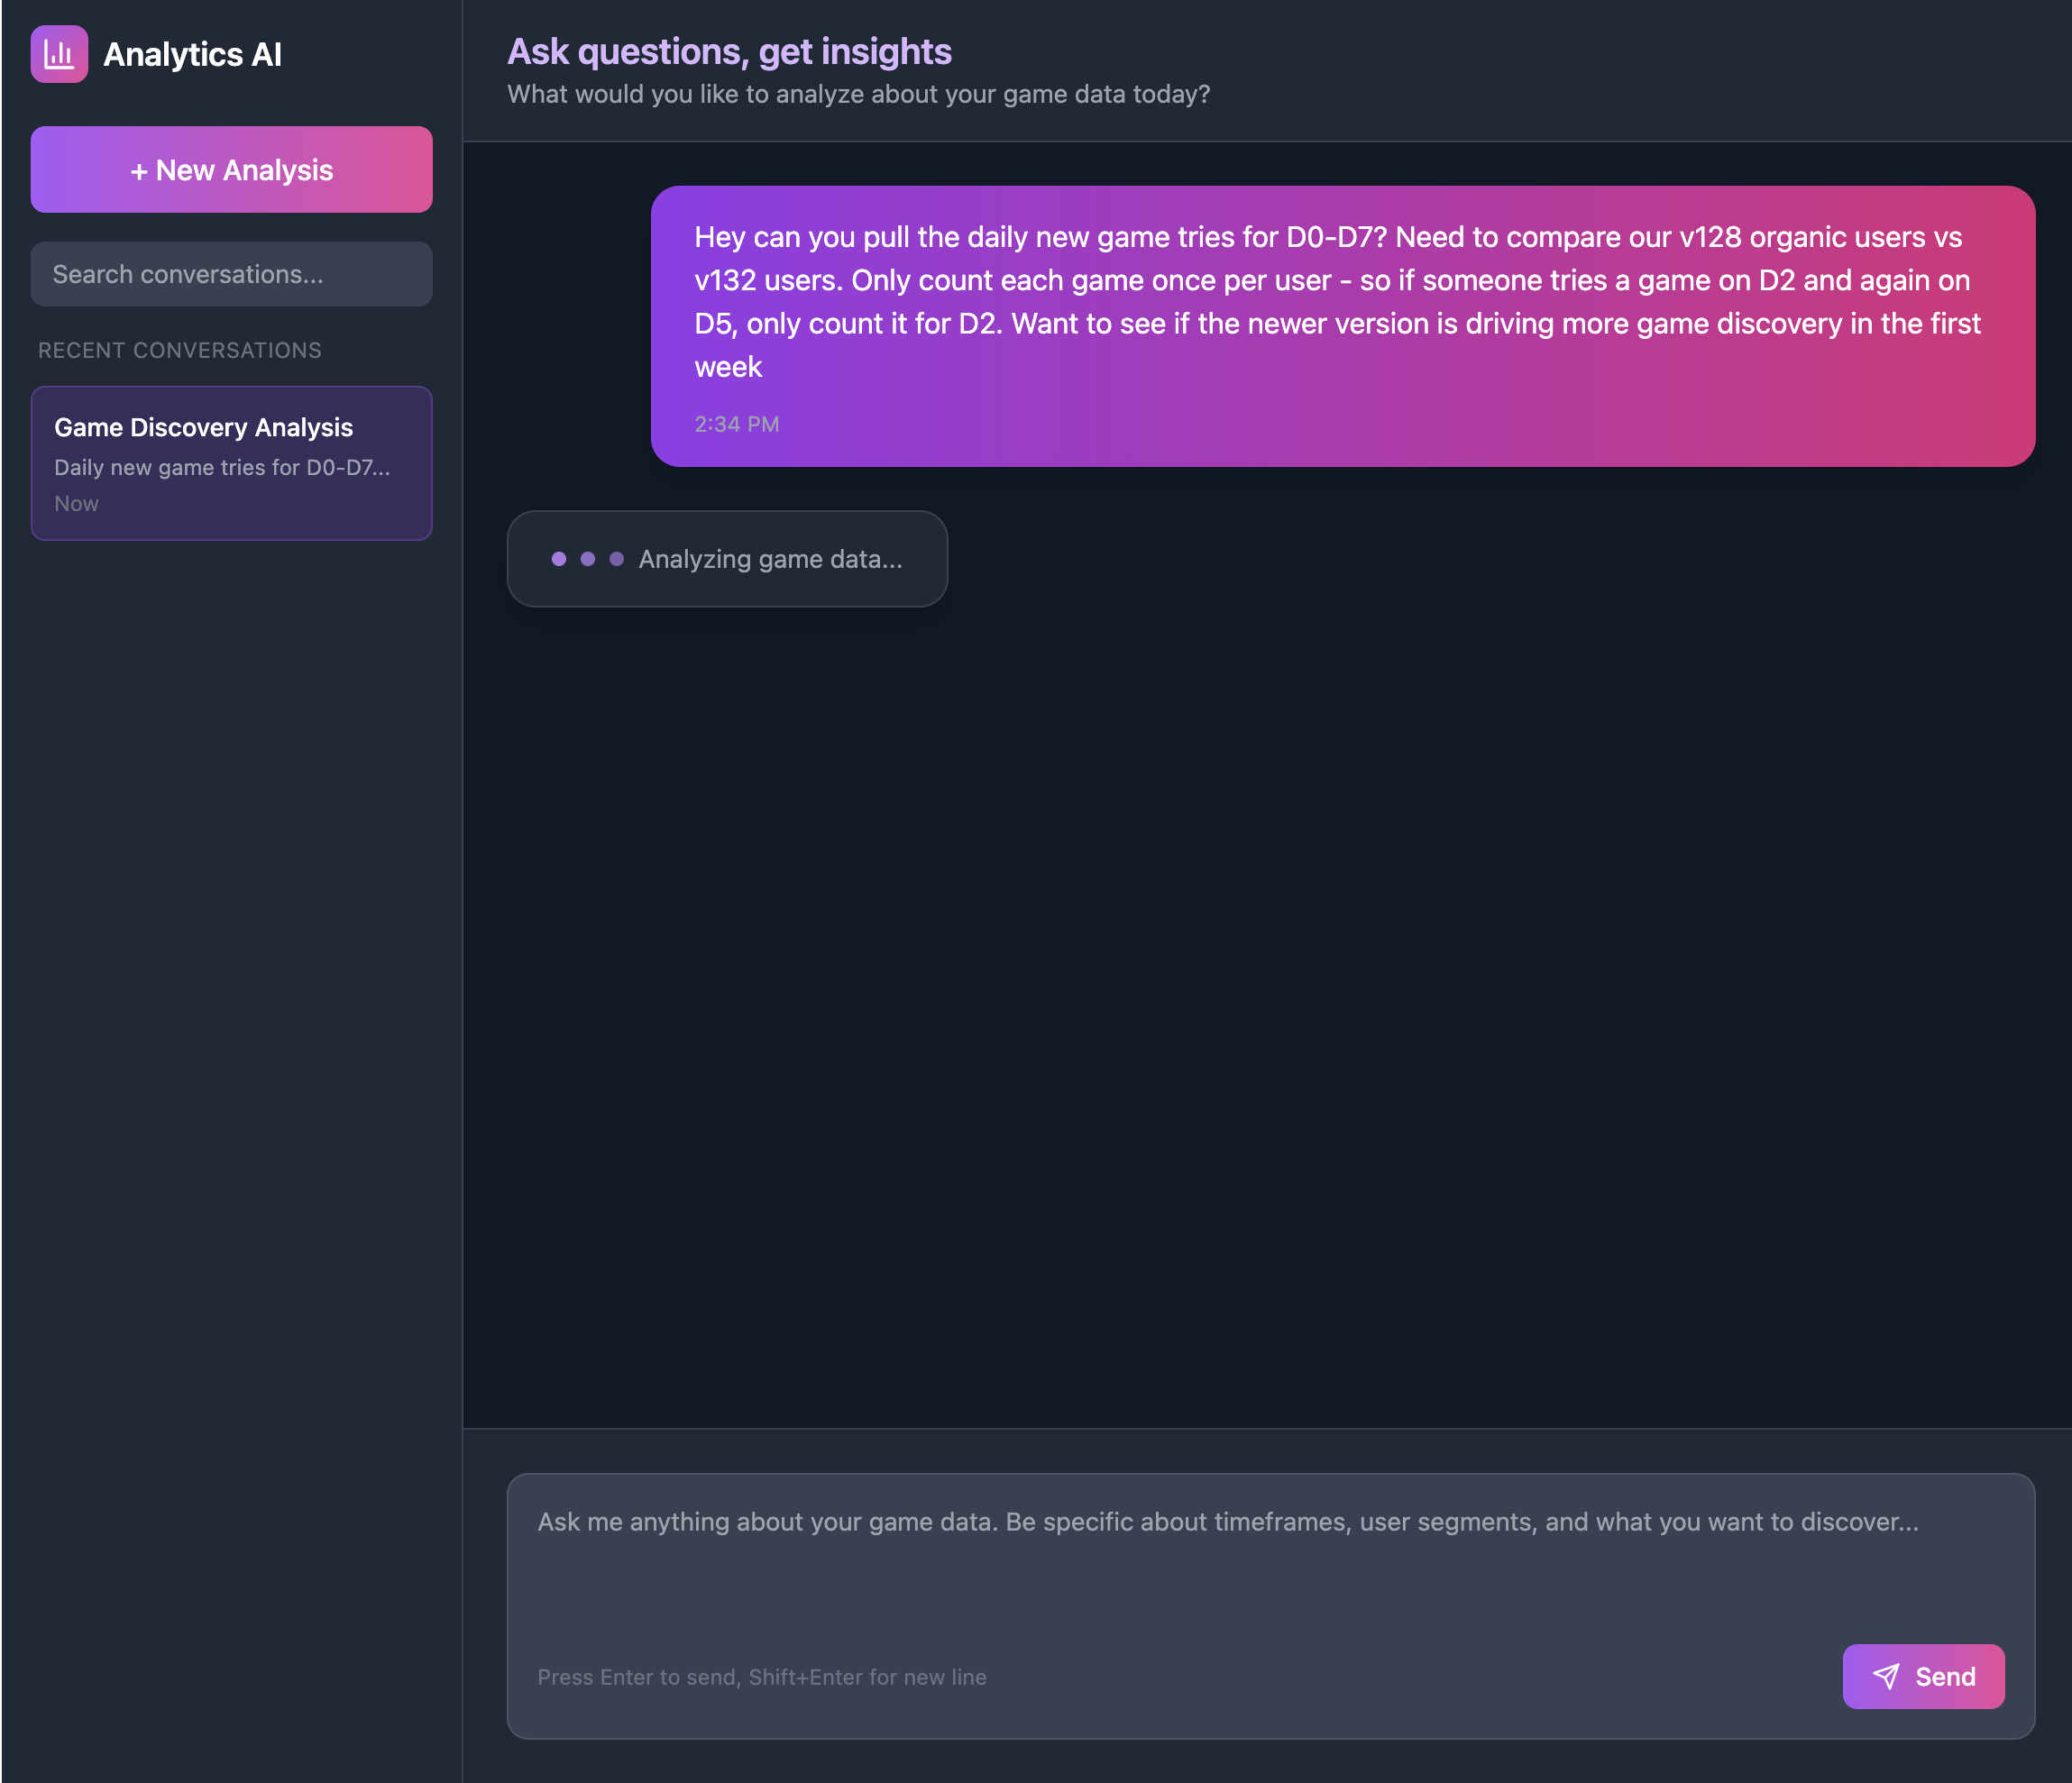 Analytics AI
+ New Analysis
Search conversations...
RECENT CONVERSATIONS
Game Discovery Analysis
Daily new game tries for D0-D7...
Now
Ask questions, get insights
What would you like to analyze about your game data today?
Hey can you pull the daily new game tries for D0-D7? Need to compare our v128 organic users vs
v132 users. Only count each game once per user - so if someone tries a game on D2 and again on
D5, only count it for D2. Want to see if the newer version is driving more game discovery in the first
week
2:34 PM
Analyzing game data...
Ask me anything about your game data. Be specific about timeframes, user segments, and what you want to discover...
Press Enter to send, Shift+Enter for new line
Send